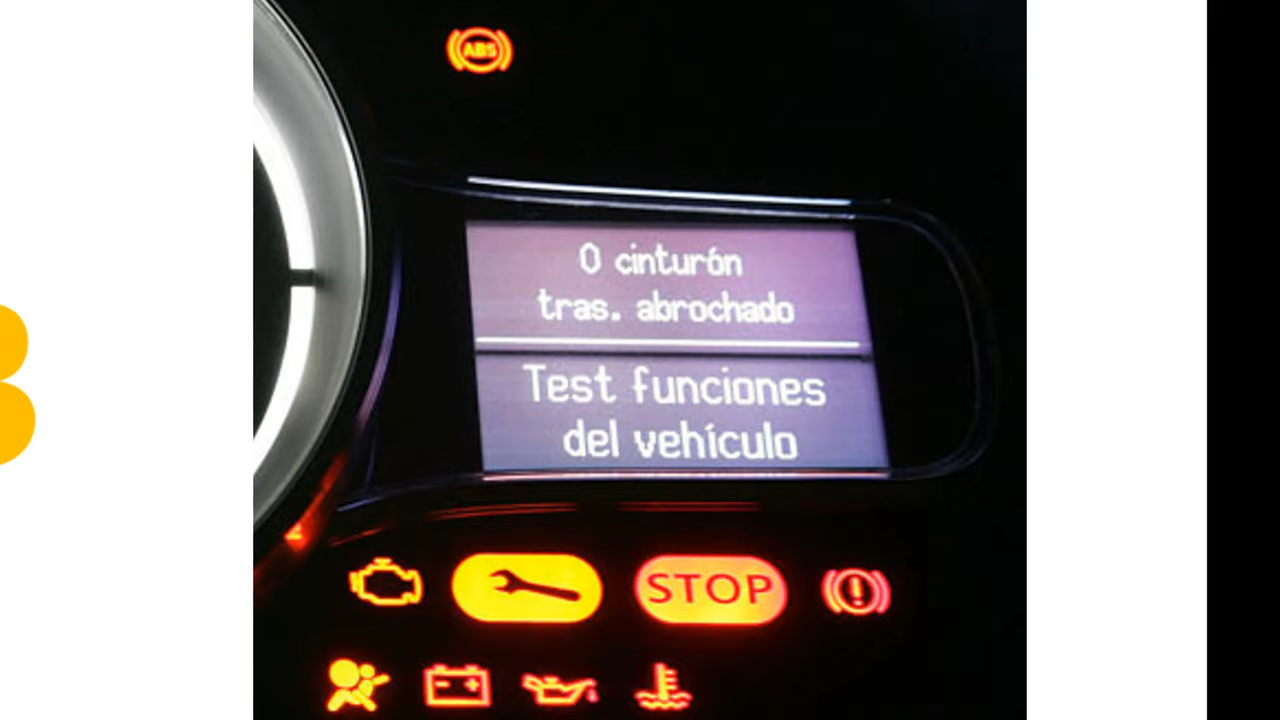 ABS
0 cinturón
tras. abrochado
Test funciones
del vehículo
STOP